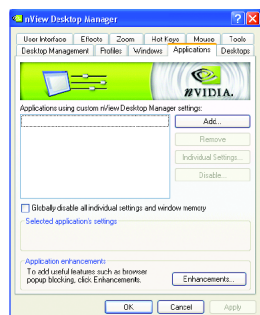 nView Desktop Manager
User Interface Effects Zoom Hot Keys Mouse Tools
Desktop Management Profiles Windows Applications Desktops
NVIDIA.
Applications using custom nView Desktop Manager settings:
Add...
Remove
Individual Settings...
Disable...
Globally disable all individual settings and window memory
Selected application's settings
Application enhancements
To add useful features such as browser
popup blocking, click Enhancements.
Enhancements...
OK Cancel Apply